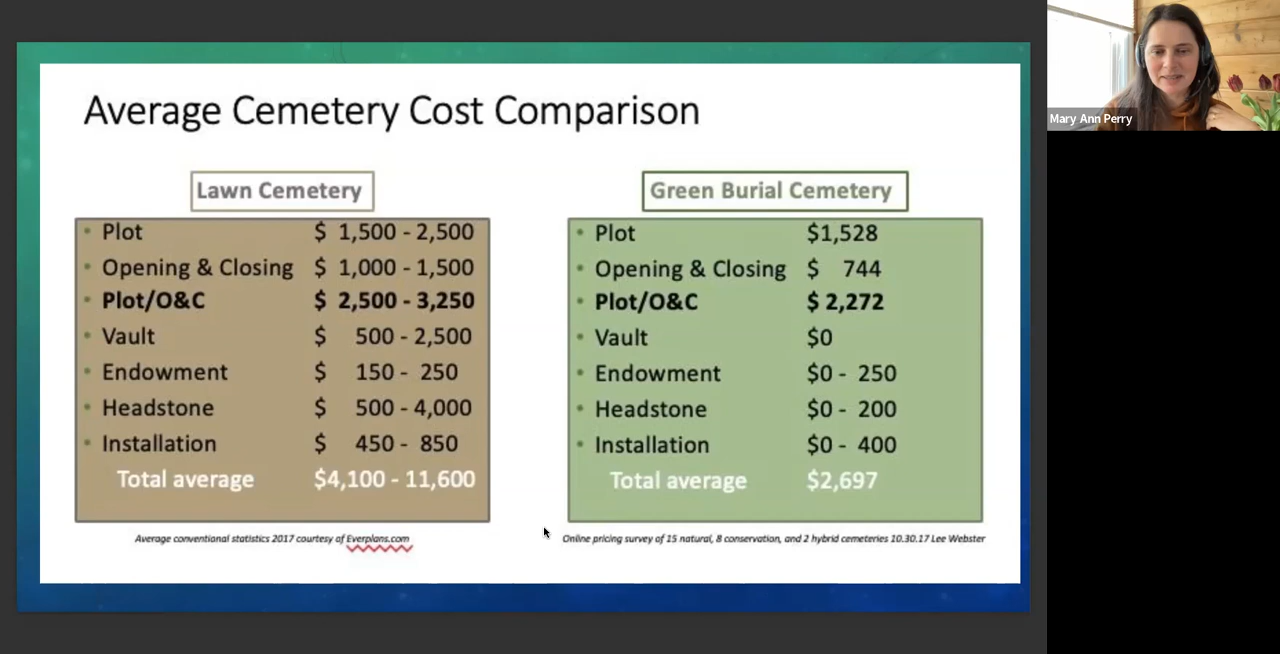 Average Cemetery Cost Comparison
Lawn Cemetery
• Plot $ 1,500 - 2,500
• Opening & Closing $ 1,000 - 1,500
• Plot/O&C $ 2,500 - 3,250
• Vault $ 500 - 2,500
• Endowment $ 150 - 250
• Headstone $ 500 - 4,000
• Installation $ 450 - 850
Total average $4,100 - 11,600
Average conventional statistics 2017 courtesy of Everplans.com
Green Burial Cemetery
• Plot $1,528
• Opening & Closing $ 744
• Plot/O&C $ 2,272
• Vault $0
• Endowment $0 - 250
• Headstone $0 - 200
• Installation $0 - 400
Total average $2,697
Online pricing survey of 15 natural, 8 conservation, and 2 hybrid cemeteries 10.30.17 Lee Webster
Mary Ann Perry